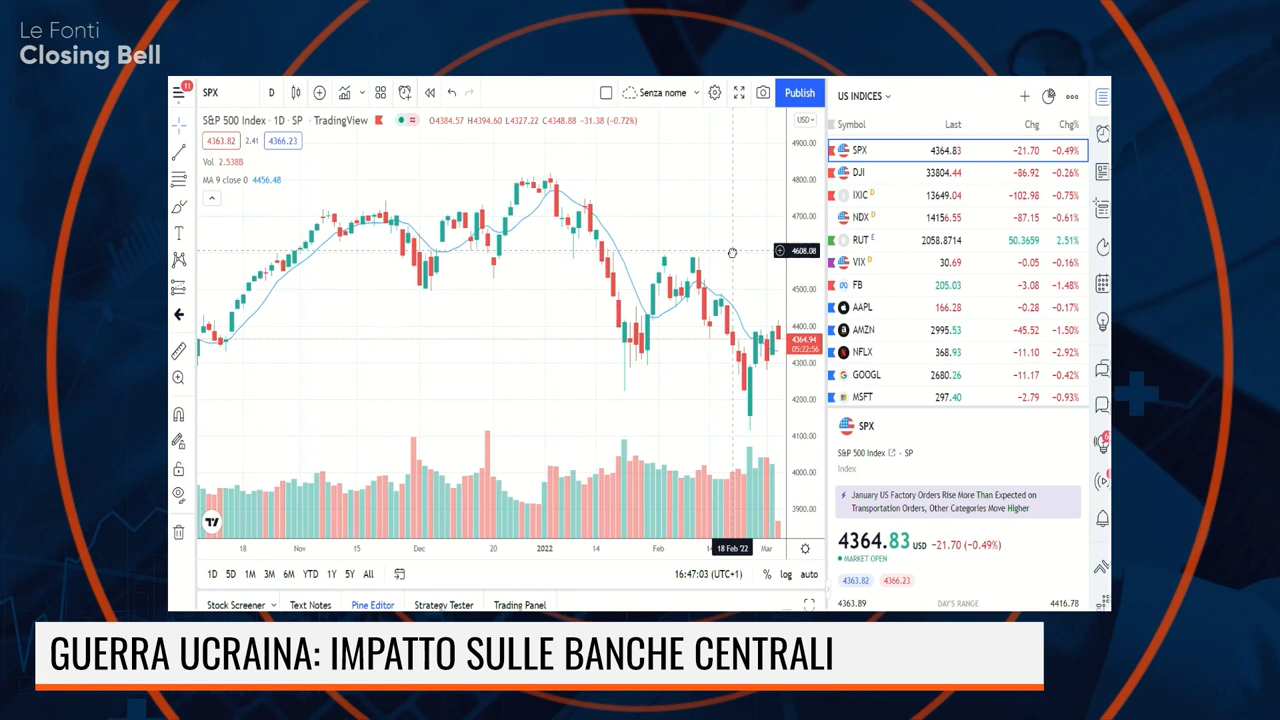 Le Fonti
Closing Bell
11
SPX
D
Senza nome
Publish
S&P 500 Index · 1D · SP · TradingView
O4384.57 H4394.60 L4327.22 C4348.88 -31.38 (-0.72%)
USD
4363.82 2.41 4366.23
Vol 2.538B
MA 9 close 0 4456.48
4900.00
4800.00
4700.00
4608.08
4500.00
4400.00
4364.94
05:22:56
4300.00
4200.00
4100.00
4000.00
3900.00
18 Nov 15 Dec 20 2022 14 Feb 18 Feb '22 Mar
1D 5D 1M 3M 6M YTD 1Y 5Y All
16:47:03 (UTC+1) % log auto
Stock Screener Text Notes Pine Editor Strategy Tester Trading Panel
US INDICES
Symbol Last Chg Chg%
SPX 4364.83 -21.70 -0.49%
DJI 33804.44 -86.92 -0.26%
IXIC D 13649.04 -102.98 -0.75%
NDX D 14156.55 -87.15 -0.61%
RUT E 2058.8714 50.3659 2.51%
VIX D 30.69 -0.05 -0.16%
FB 205.03 -3.08 -1.48%
AAPL 166.28 -0.28 -0.17%
AMZN 2995.53 -45.52 -1.50%
NFLX 368.93 -11.10 -2.92%
GOOGL 2680.26 -11.17 -0.42%
MSFT 297.40 -2.79 -0.93%
SPX
S&P 500 Index · SP
Index
January US Factory Orders Rise More Than Expected on
Transportation Orders, Other Categories Move Higher
4364.83 USD -21.70 (-0.49%)
MARKET OPEN
4363.82 4366.23
4363.89 DAY'S RANGE 4416.78
GUERRA UCRAINA: IMPATTO SULLE BANCHE CENTRALI